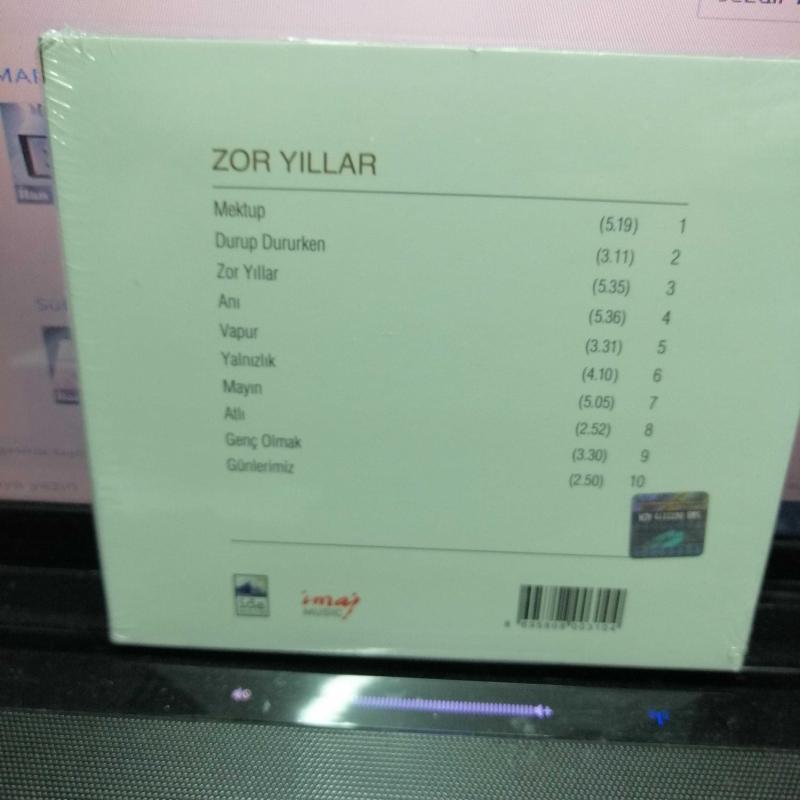 ZOR YILLAR
Mektup (5.19) 1
Durup Dururken (3.11) 2
Zor Yıllar (5.35) 3
Anı (5.36) 4
Vapur (3.31) 5
Yalnızlık (4.10) 6
Mayın (5.05) 7
Atlı (2.52) 8
Genç Olmak (3.30) 9
Günlerimiz (2.50) 10
ida
imaj
MUSIC